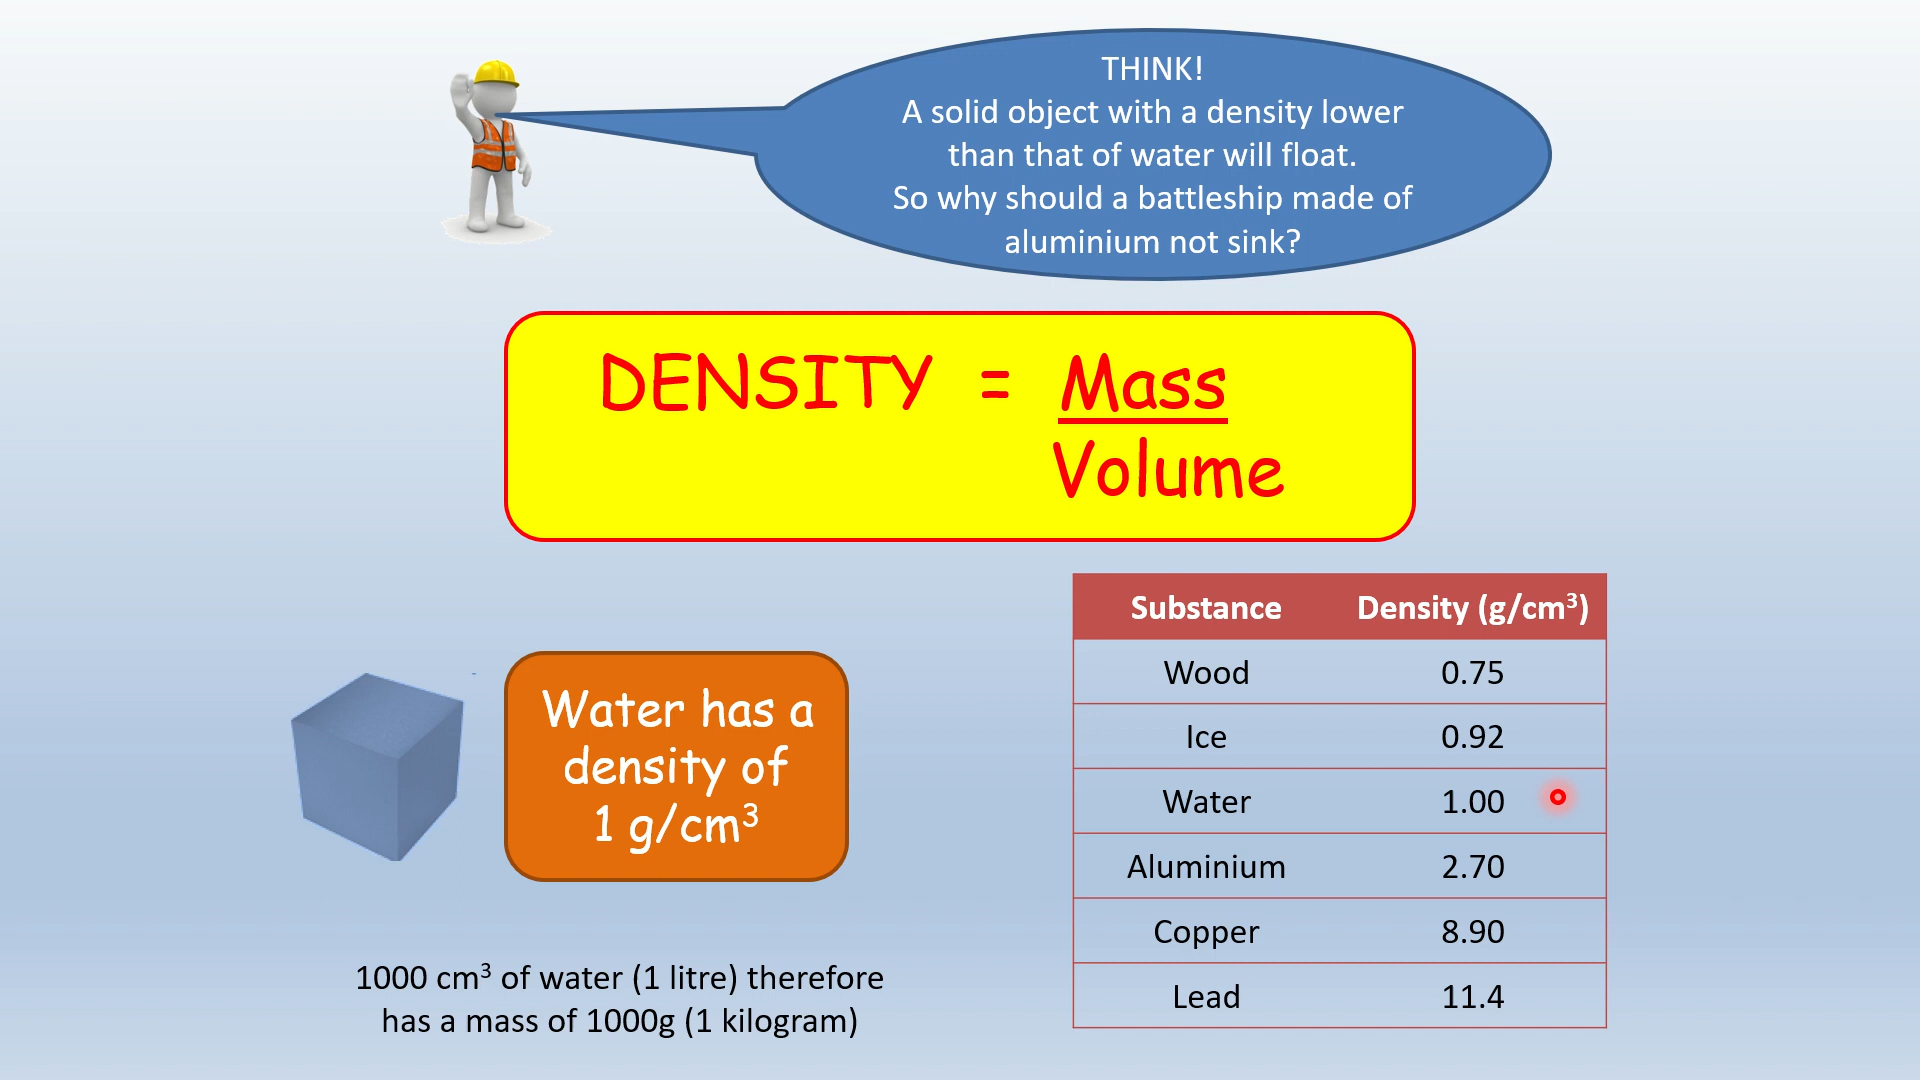 THINK!
A solid object with a density lower
than that of water will float.
So why should a battleship made of
aluminium not sink?
DENSITY = Mass
Volume
Water has a
density of
1 g/cm³
1000 cm³ of water (1 litre) therefore
has a mass of 1000g (1 kilogram)
Substance Density (g/cm³)
Wood 0.75
Ice 0.92
Water 1.00
Aluminium 2.70
Copper 8.90
Lead 11.4